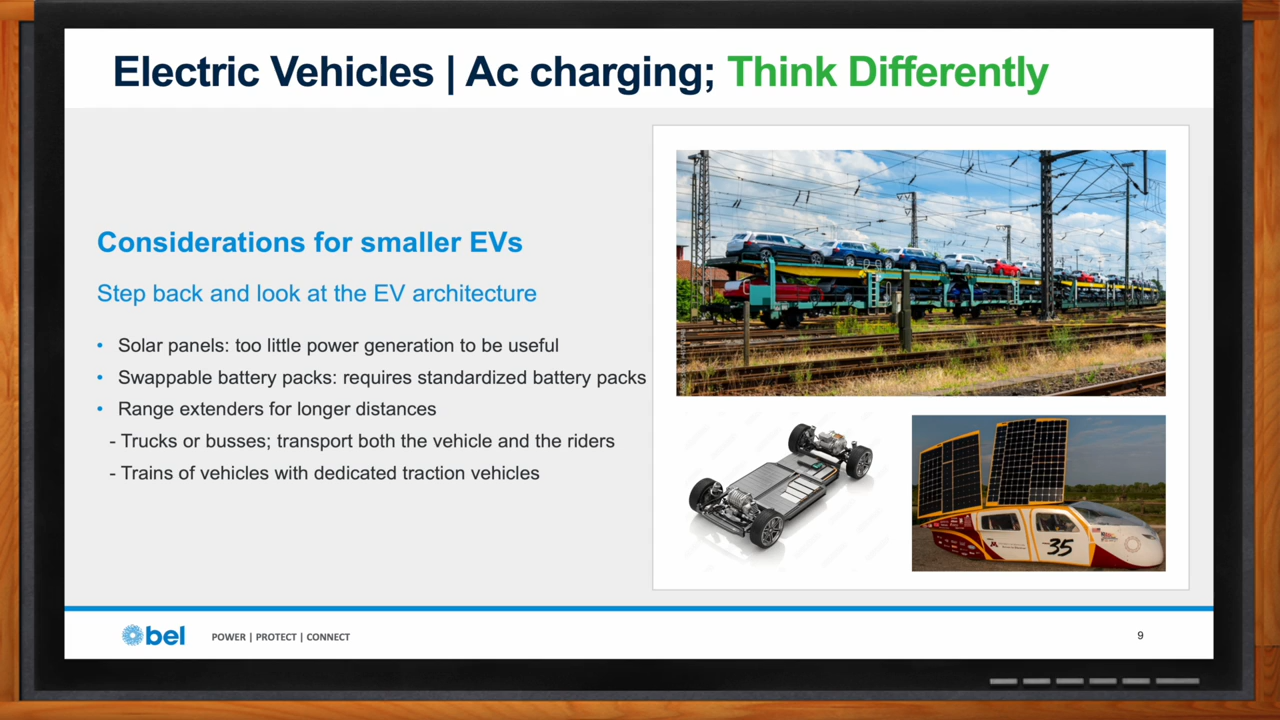 Electric Vehicles | Ac charging; Think Differently
Considerations for smaller EVs
Step back and look at the EV architecture
• Solar panels: too little power generation to be useful
• Swappable battery packs: requires standardized battery packs
• Range extenders for longer distances
- Trucks or busses; transport both the vehicle and the riders
- Trains of vehicles with dedicated traction vehicles
35
bel
POWER | PROTECT | CONNECT
9